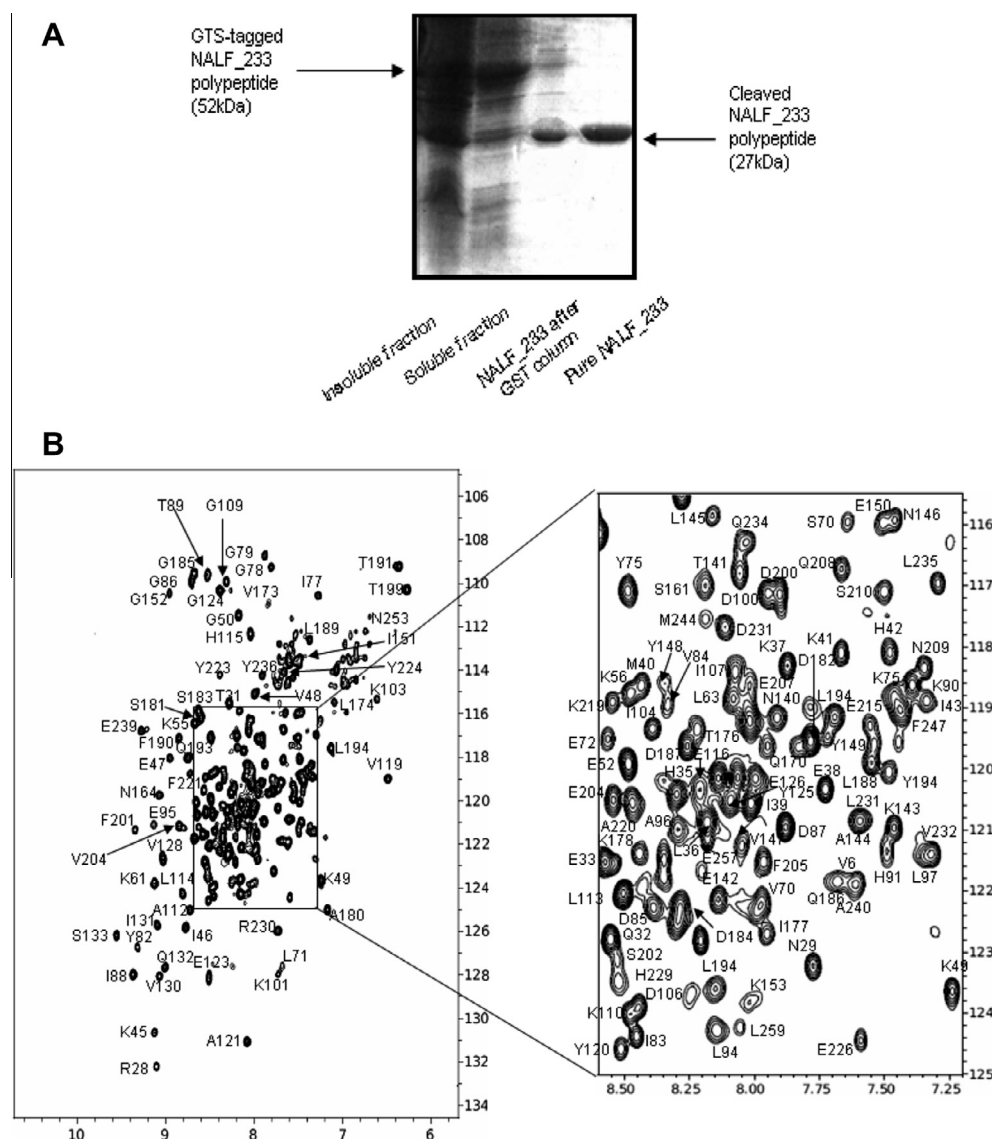 A
GTS-tagged
NALF_233
polypeptide
(52kDa)
Cleaved
NALF_233
polypeptide
(27kDa)
Insoluble fraction
Soluble fraction
NALF_233 after
GST column
Pure NALF_233
B
T89 G109
G185 G79
G86 G78
G152 G124 V173
G50
H115
I77
T191
T199
N253
L189
I151
Y223 Y236
Y224
S183 T31 V48
K103
S181 K55
L174
E239
F190 Q193
L194
E47
F221
V119
N164 E95
F201
V204
V128
K61 L114
K49
A112
A180
I131 I46
R230
S133 Y82
Q132 E123
L71
I88
V130
K101
K45
A121
R28
106
108
110
112
114
116
118
120
122
124
126
128
130
132
134
10 9 8 7 6
L145 S70 E150 N146
Q234
Y75 T141 Q208 L235
S161 D200
D100 S210
M244
D231
Y148 V84 K37 K41 H42
D182 N209
M40 I107
K56 E207 L194 K75 K90
K219 L63 N140 E215 I43
I104 F247
E72 T176
D187 Y149
E52 H35 E116 Q170 L188
E126 E38 Y194
E204 Y125
I39 L231 K143
A220 A96
K178 L36 V147 D87 A144 V232
E33 E257 F205 H91
E142 V6 L97
L113 D85 Q186 A240
Q32 D184 I177
S202 N29
H229 L194 K153 K49
D106
K110
L259
I83
Y120 L94 E226
116
117
118
119
120
121
122
123
124
125
8.50 8.25 8.00 7.75 7.50 7.20